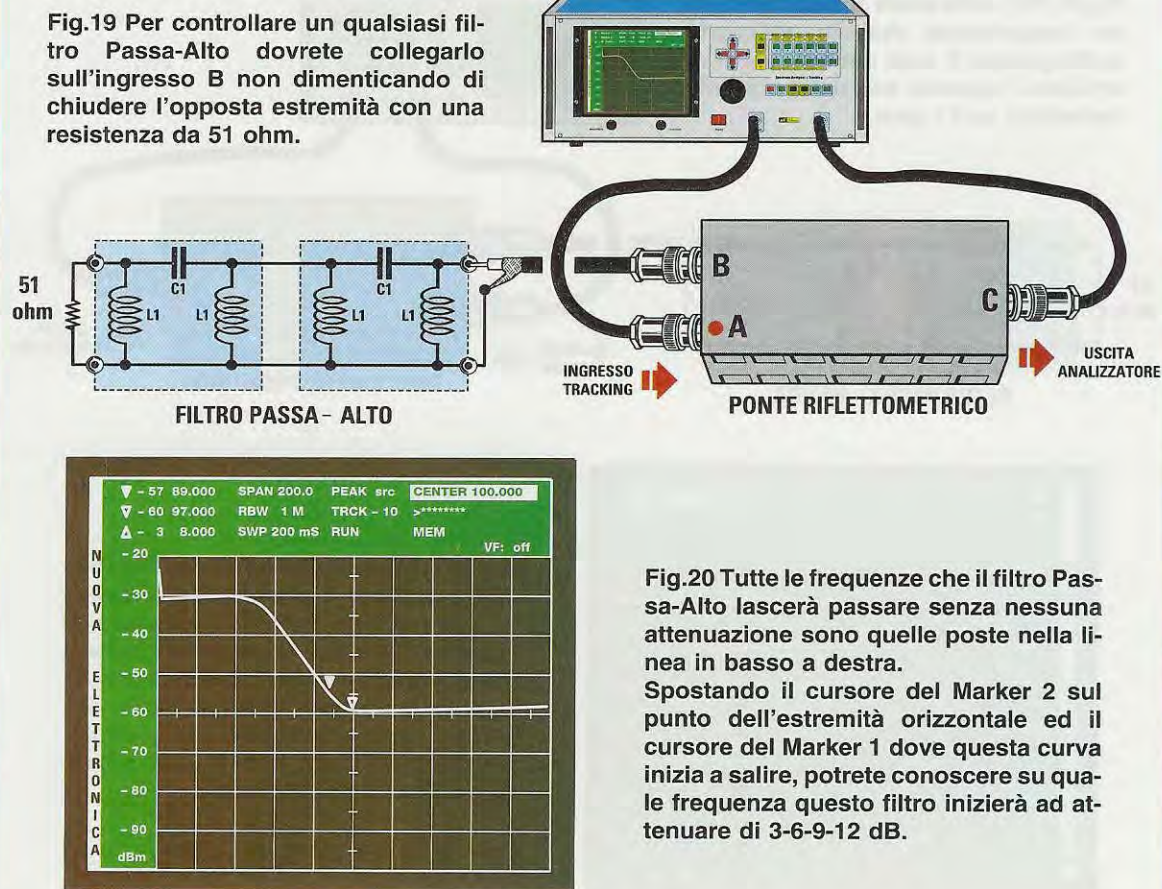 Fig.19 Per controllare un qualsiasi fil-
tro Passa-Alto dovrete collegarlo
sull'ingresso B non dimenticando di
chiudere l'opposta estremità con una
resistenza da 51 ohm.
51
ohm
C1
L1
L1
C1
L1
L1
FILTRO PASSA - ALTO
B
A
C
INGRESSO
TRACKING
USCITA
ANALIZZATORE
PONTE RIFLETTOMETRICO
- 57 89.000 SPAN 200.0 PEAK src CENTER 100.000
- 60 97.000 RBW 1 M TRCK - 10 >********
- 3 8.000 SWP 200 mS RUN MEM
VF: off
NUOVA ELETTRONICA
- 20
- 30
- 40
- 50
- 60
- 70
- 80
- 90
dBm
Fig.20 Tutte le frequenze che il filtro Pas-
sa-Alto lascerà passare senza nessuna
attenuazione sono quelle poste nella li-
nea in basso a destra.
Spostando il cursore del Marker 2 sul
punto dell'estremità orizzontale ed il
cursore del Marker 1 dove questa curva
inizia a salire, potrete conoscere su qua-
le frequenza questo filtro inizierà ad at-
tenuare di 3-6-9-12 dB.